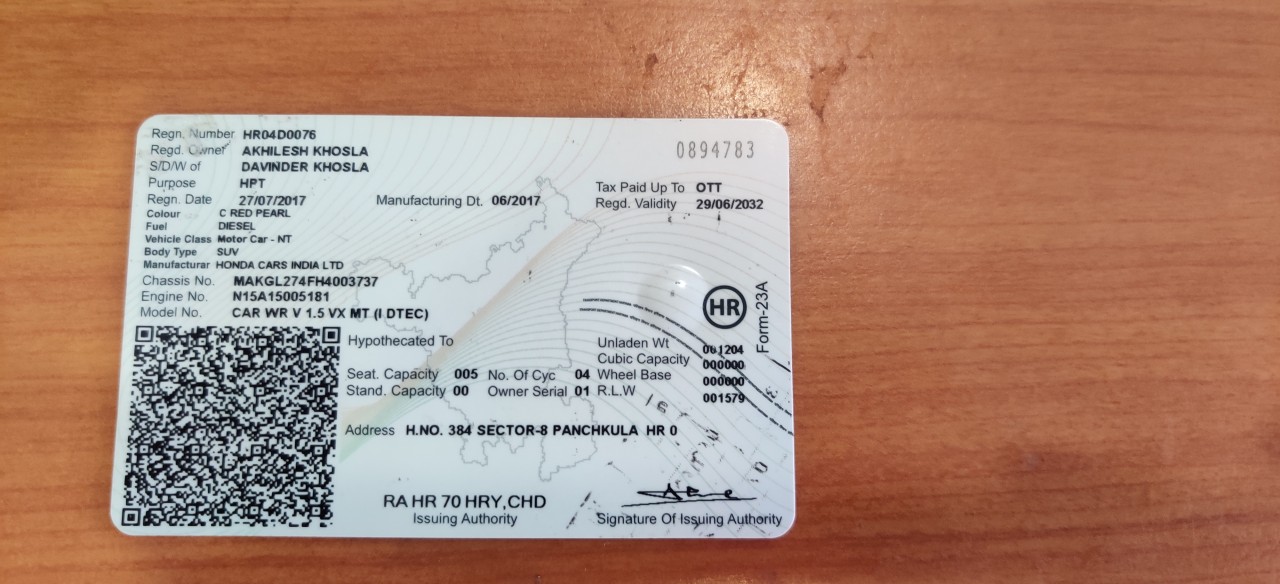 Regn. Number HR04D0076
Regd. Owner AKHILESH KHOSLA
0894783
S/D/W of DAVINDER KHOSLA
Purpose HPT
Tax Paid Up To OTT
Regn. Date 27/07/2017 Manufacturing Dt. 06/2017 Regd. Validity 29/06/2032
Colour C RED PEARL
Fuel DIESEL
Vehicle Class Motor Car - NT
Body Type SUV
Manufacturar HONDA CARS INDIA LTD
Chassis No. MAKGL274FH4003737
Engine No. N15A15005181
Model No. CAR WR V 1.5 VX MT (I DTEC)
HR
Form-23A
Hypothecated To
Unladen Wt 001204
Cubic Capacity 000000
Seat. Capacity 005 No. Of Cyc 04 Wheel Base 000000
Stand. Capacity 00 Owner Serial 01 R.L.W 001579
Address H.NO. 384 SECTOR-8 PANCHKULA HR 0
RA HR 70 HRY,CHD
Issuing Authority
Signature Of Issuing Authority